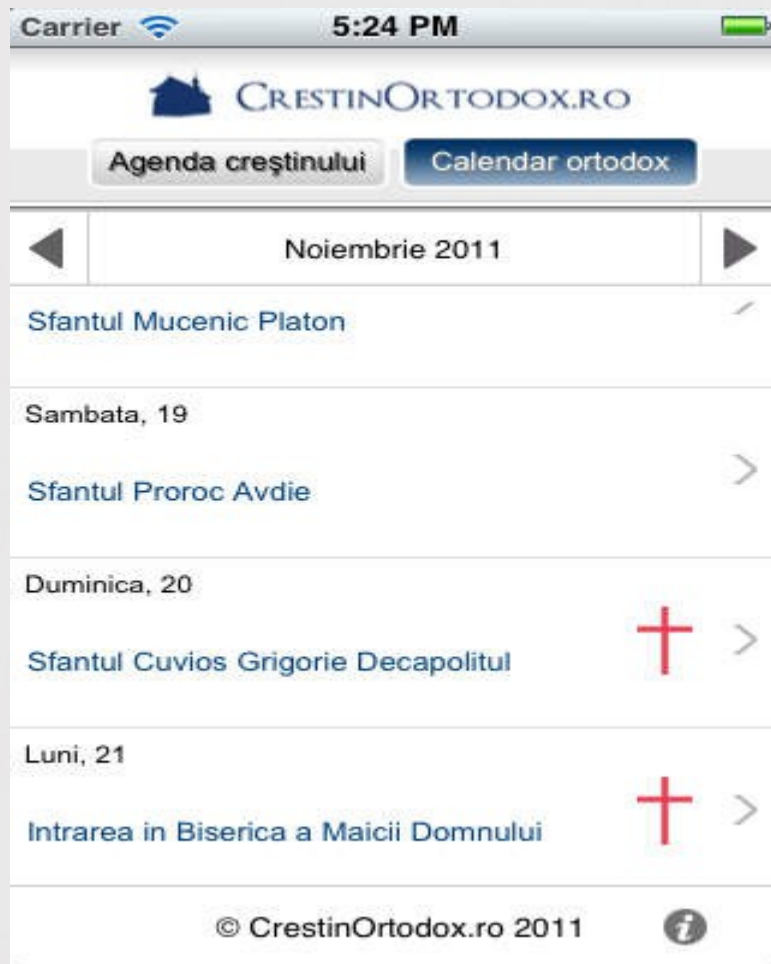 Carrier 5:24 PM
CRESTINORTODOX.RO
Agenda creştinului Calendar ortodox
Noiembrie 2011
Sfantul Mucenic Platon
Sambata, 19
Sfantul Proroc Avdie
Duminica, 20
Sfantul Cuvios Grigorie Decapolitul
Luni, 21
Intrarea in Biserica a Maicii Domnului
© CrestinOrtodox.ro 2011